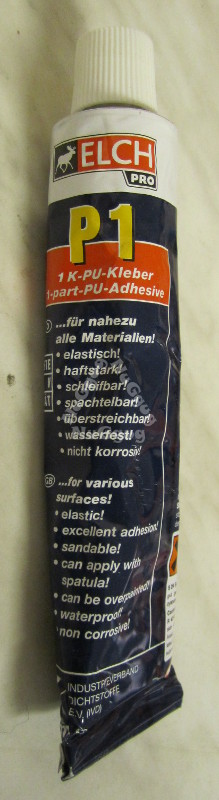 ELCH
PRO
P1
1 K-PU-Kleber
1-part-PU-Adhesive
D
...für nahezu
alle Materialien!
• elastisch!
• haftstark!
• schleifbar!
• spachtelbar!
• überstreichbar!
• wasserfest!
• nicht korrosiv!
GB
...for various
surfaces!
• elastic!
• excellent adhesion!
• sandable!
• can apply with
spatula!
• can be overpainted!
• waterproof!
• non corrosive!
INDUSTRIEVERBAND
DICHTSTOFFE
E.V. (IVD)